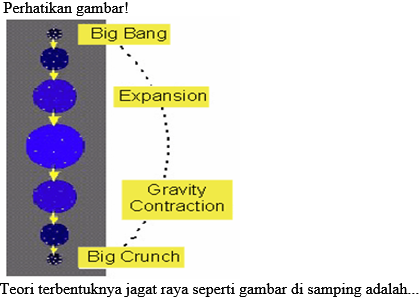 Perhatikan gambar!
Big Bang
Expansion
Gravity
Contraction
Big Crunch
Teori terbentuknya jagat raya seperti gambar di samping adalah...